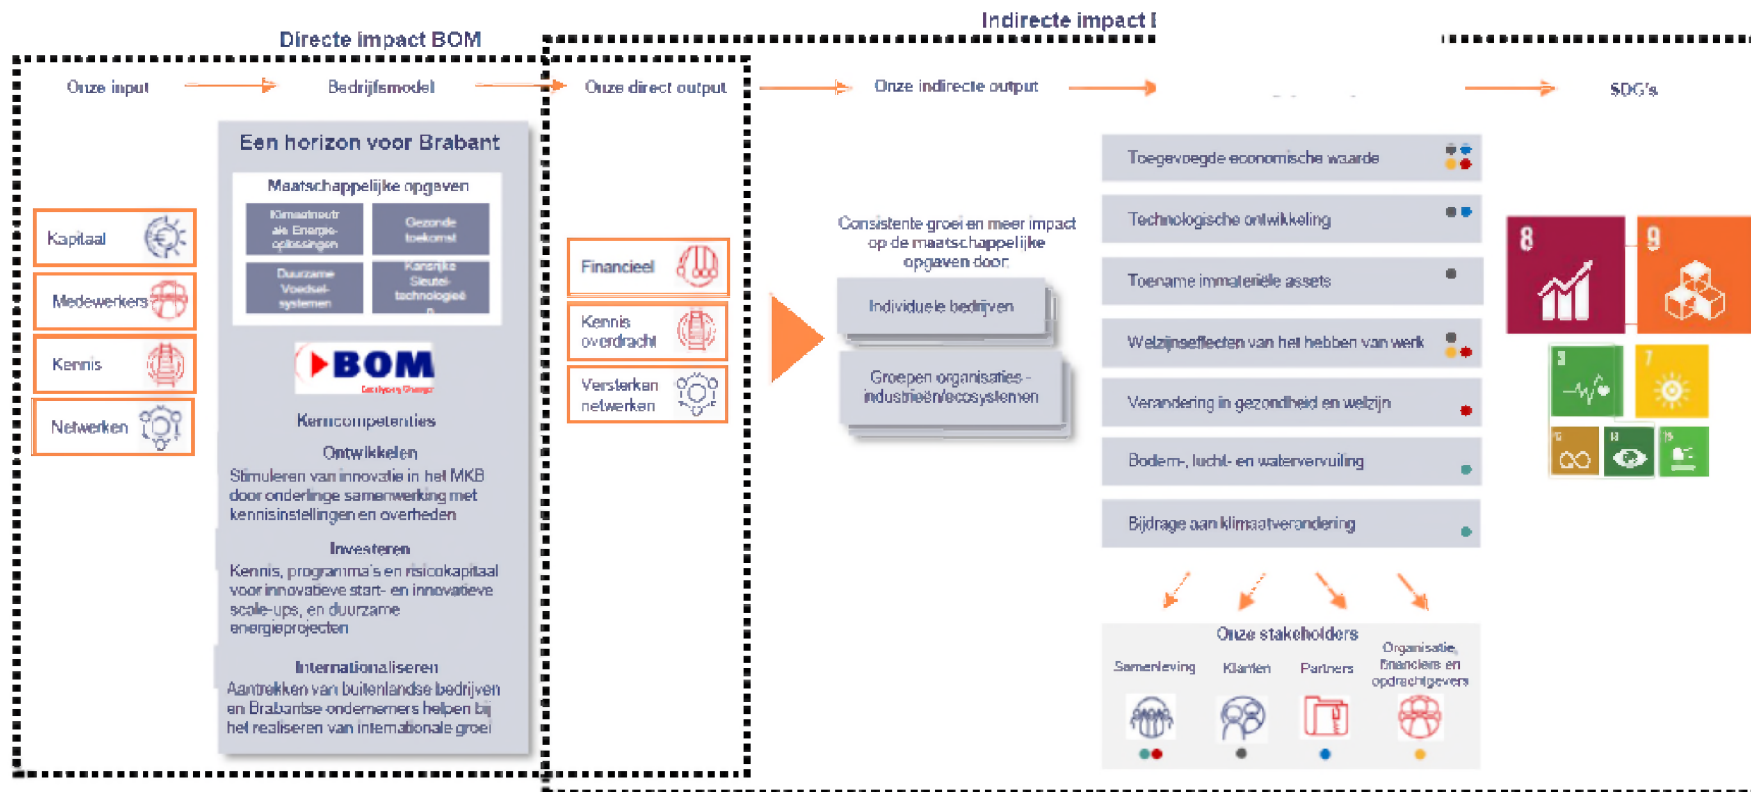 Indirecte impact
Directe impact BOM
Onze input
Bedrijfsmodel
Onze direct output
Onze indirecte output
SDG's
Een horizon voor Brabant
Maatschappelijke opgaven
Klimaatneutr
ale Energie-
oplossingen
Gezonde
toekomst
Duurzame
Voedsel-
systemen
Kansrijke
Sleutel-
technologieë
n
Kapitaal
Medewerkers
Kennis
Netwerken
BOM
Kerncompetenties
Ontwikkelen
Stimuleren van innovatie in het MKB
door onderlinge samenwerking met
kennisinstellingen en overheden
Investeren
Kennis, programma's en risicokapitaal
voor innovatieve start- en innovatieve
scale-ups, en duurzame
energieprojecten
Internationaliseren
Aantrekken van buitenlandse bedrijven
en Brabantse ondernemers helpen bij
het realiseren van internationale groei
Financieel
Kennis
overdracht
Versterken
netwerken
Consistente groei en meer impact
op de maatschappelijke
opgaven door:
Individuele bedrijven
Groepen organisaties -
industrieën/ecosystemen
Toegevoegde economische waarde
Technologische ontwikkeling
Toename immateriële assets
Welzijnseffecten van het hebben van werk
Verandering in gezondheid en welzijn
Bodem-, lucht- en watervervuiling
Bijdrage aan klimaatverandering
Onze stakeholders
Samenleving
Klanten
Partners
Organisatie,
financiers en
opdrachtgevers
8
9
3
7
12
13
15